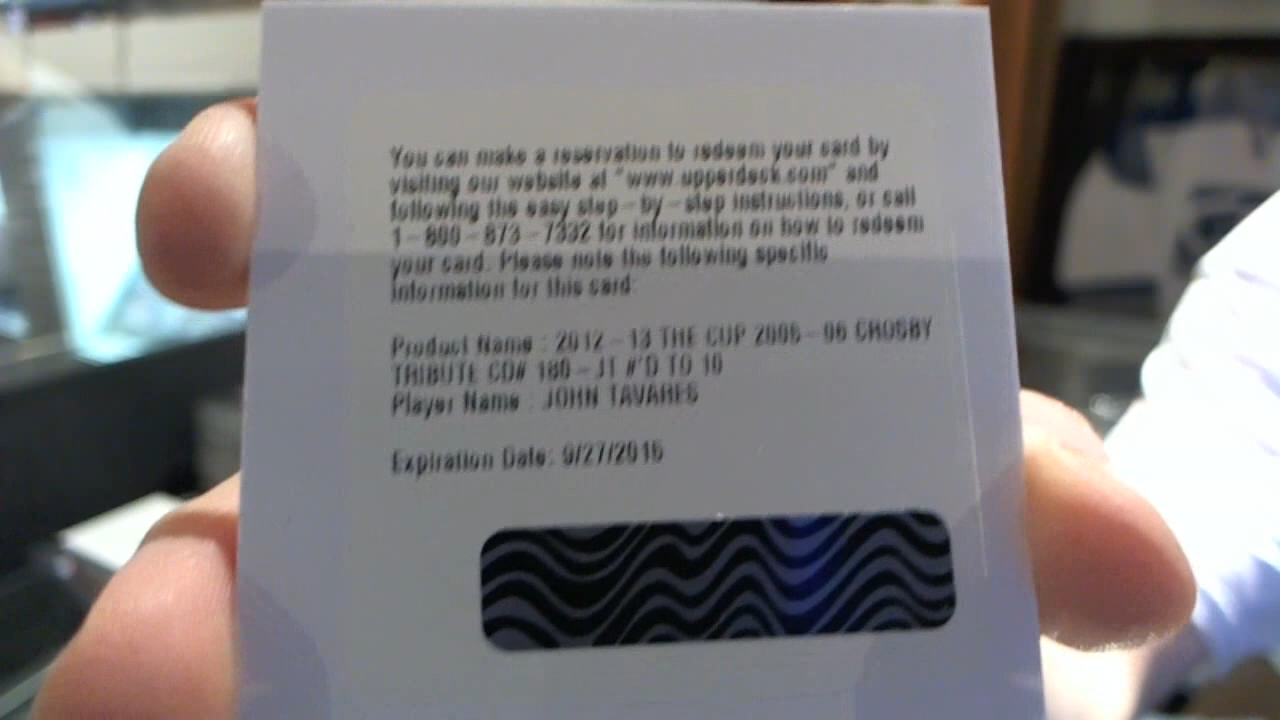 You can make a reservation to redeem your card by
visiting our website at "www.upperdeck.com" and
following the easy step-by-step instructions, or call
1-800-873-7332 for information on how to redeem
your card. Please note the following specific
information for this card:
Product Name : 2012-13 THE CUP 2005-06 CROSBY
TRIBUTE CD# 180-JT #'D TO 10
Player Name : JOHN TAVARES
Expiration Date: 9/27/2015